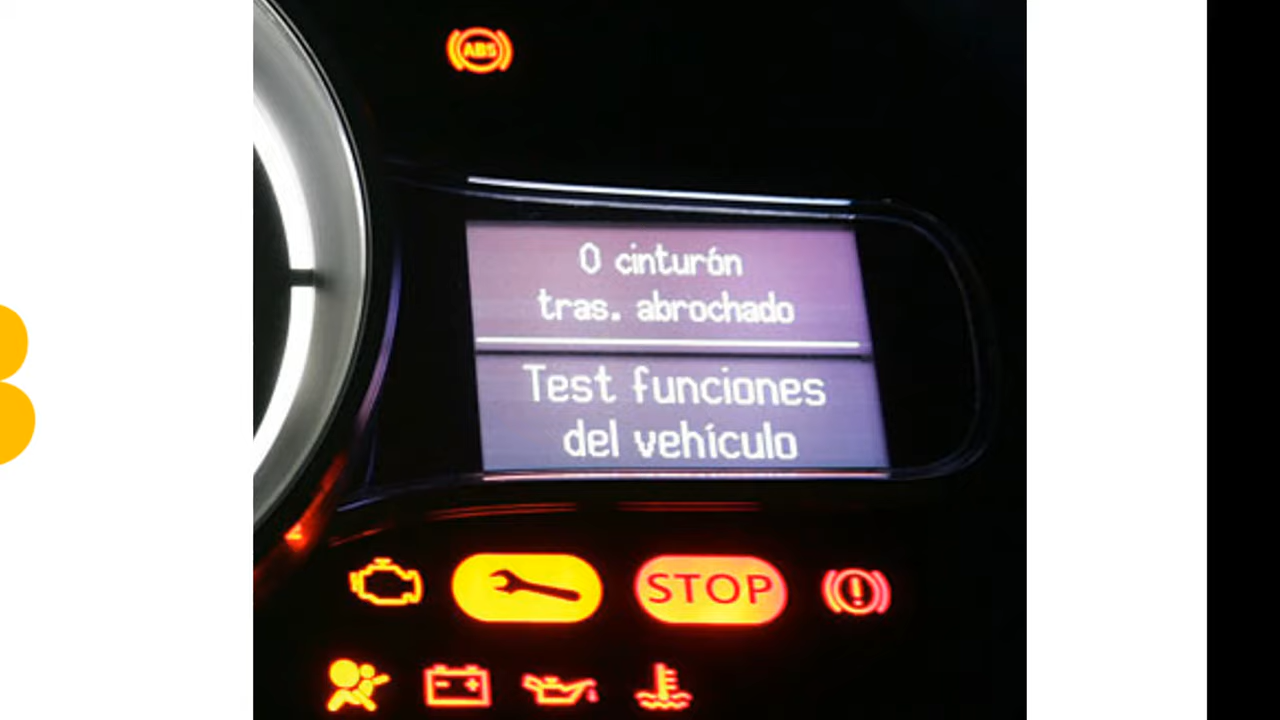 ABS
0 cinturón
tras. abrochado
Test funciones
del vehículo
STOP